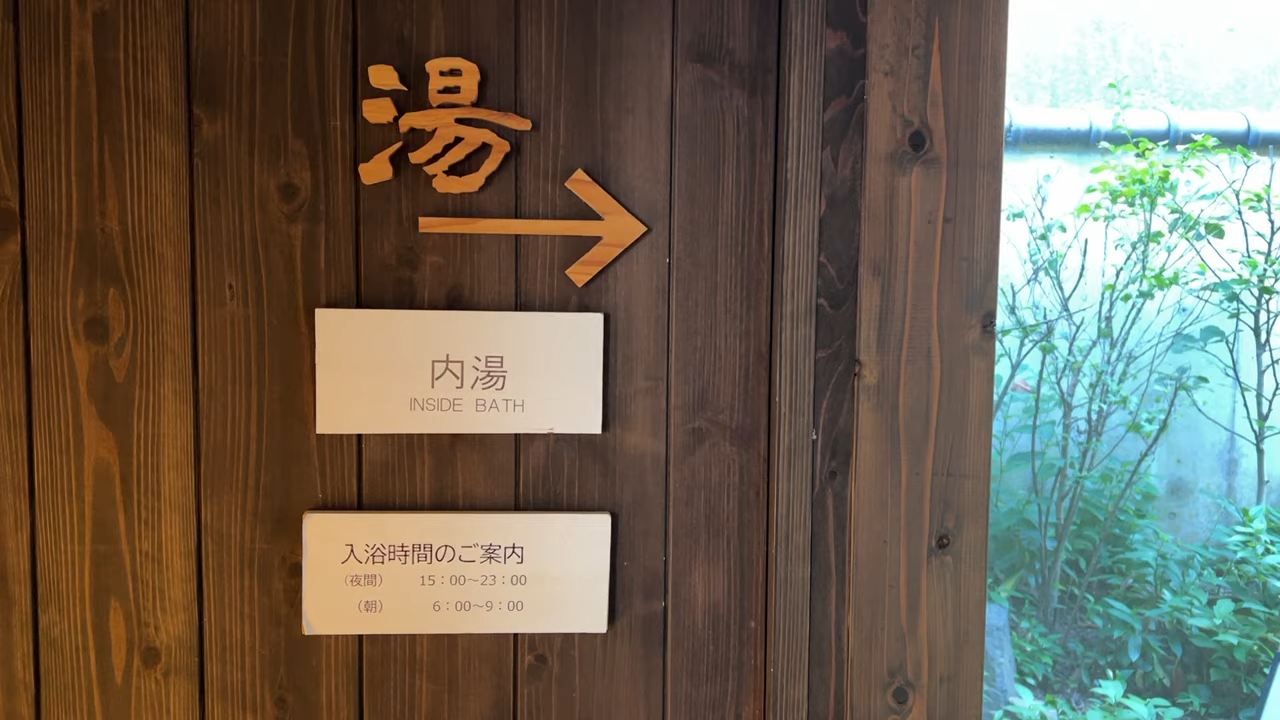 湯
→
内湯
INSIDE BATH
入浴時間のご案内
（夜間）　15：00～23：00
（朝）　6：00～9：00